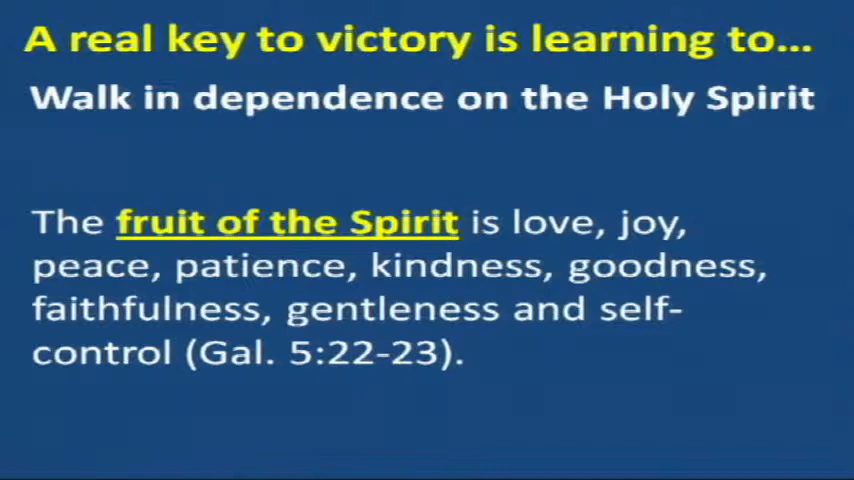 A real key to victory is learning to...
Walk in dependence on the Holy Spirit
The fruit of the Spirit is love, joy,
peace, patience, kindness, goodness,
faithfulness, gentleness and self-
control (Gal. 5:22-23).